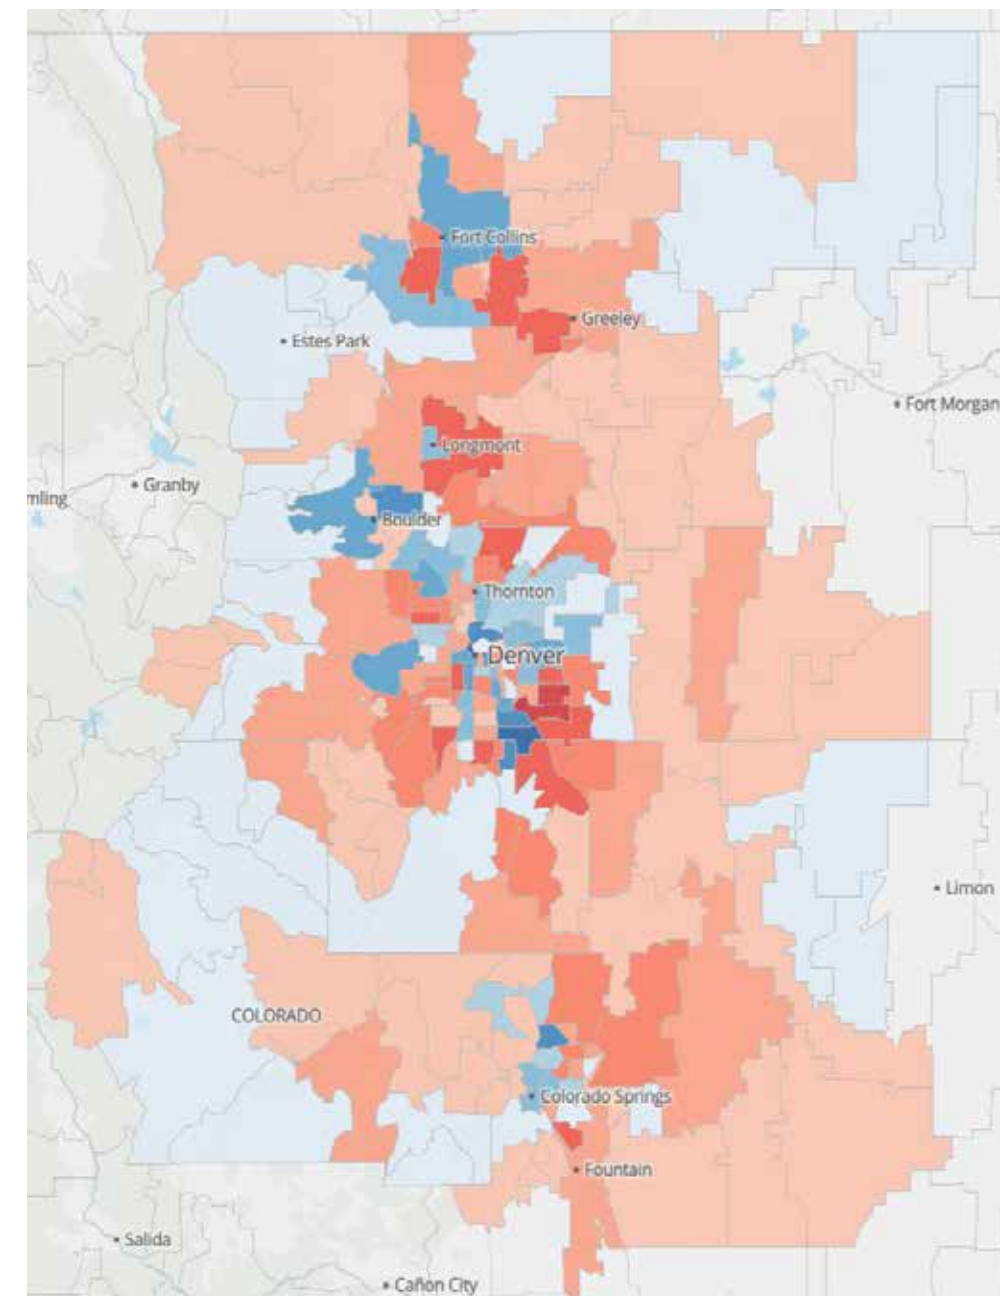 Fort Collins
Greeley
Estes Park
Fort Morgan
Longmont
Granby
mling
Boulder
Thornton
Denver
Limon
COLORADO
Colorado Springs
Fountain
Salida
Cañon City